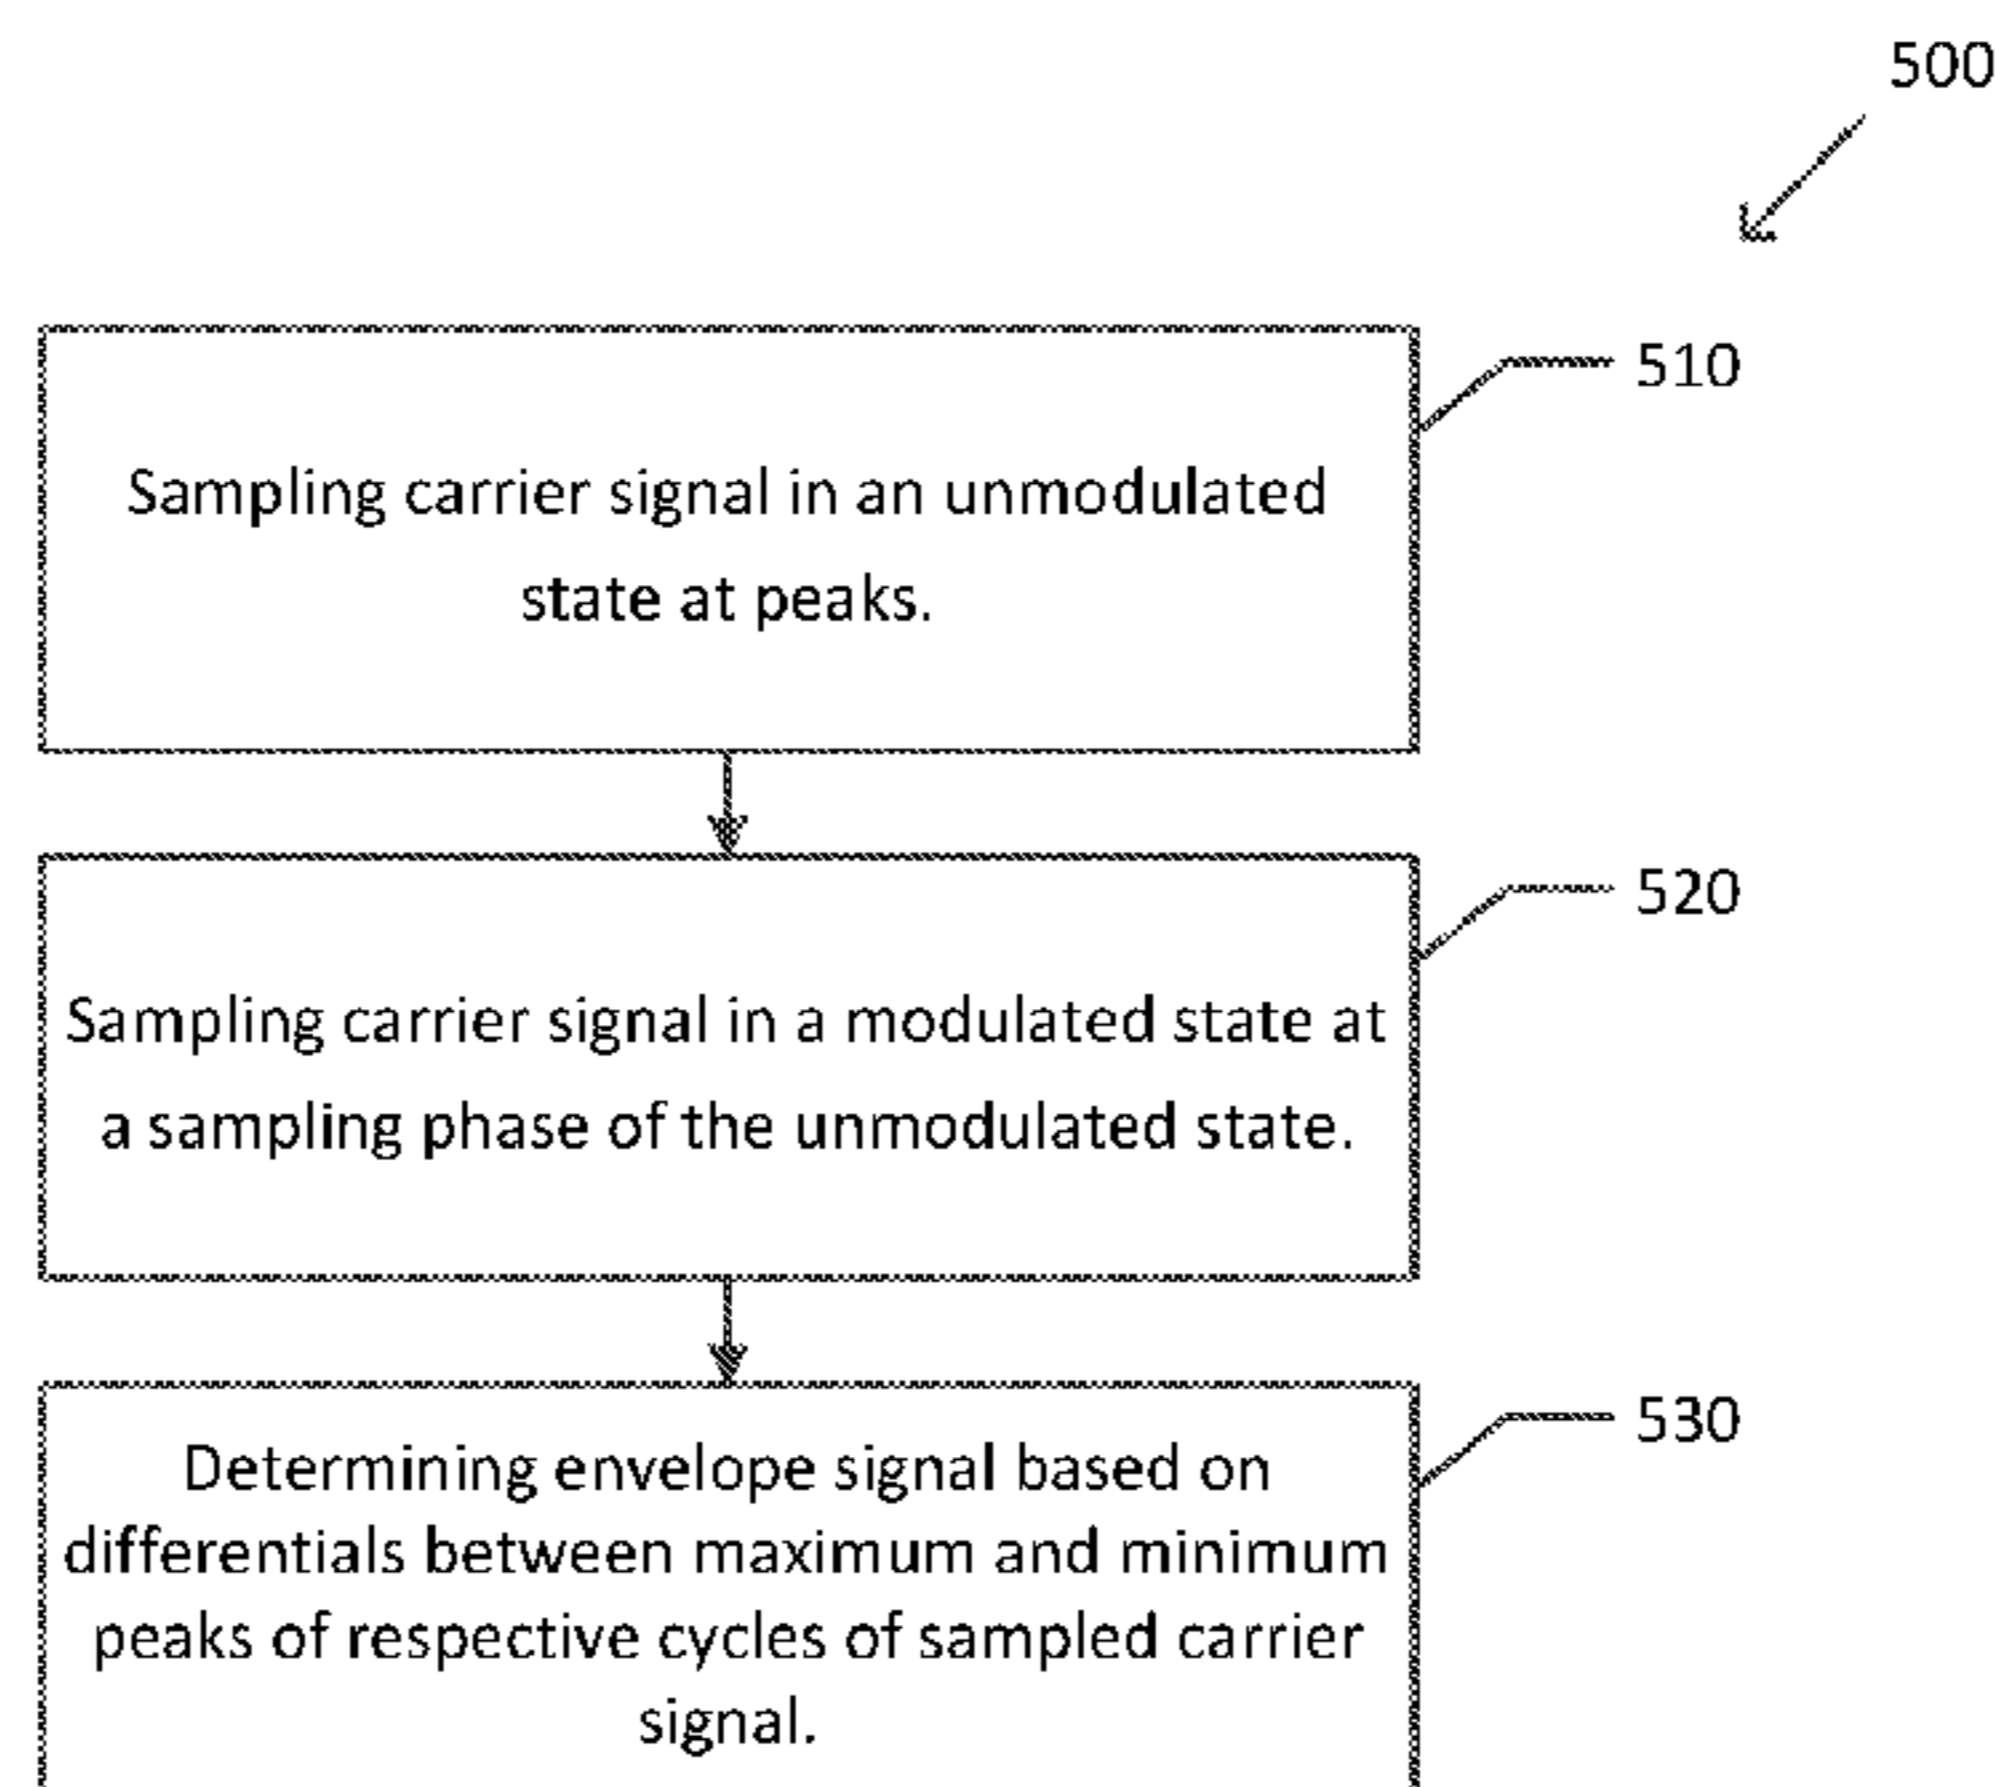 500
510
Sampling carrier signal in an unmodulated
state at peaks.
520
Sampling carrier signal in a modulated state at
a sampling phase of the unmodulated state.
530
Determining envelope signal based on
differentials between maximum and minimum
peaks of respective cycles of sampled carrier
signal.